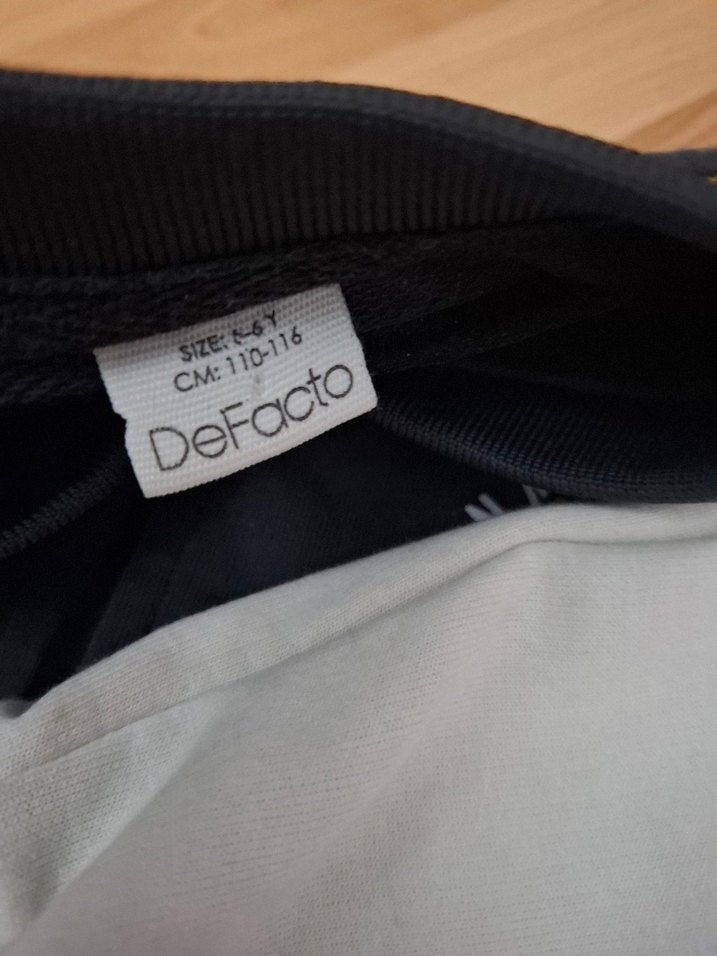 SIZE: 5-6 Y
CM: 110-116
DeFacto
N